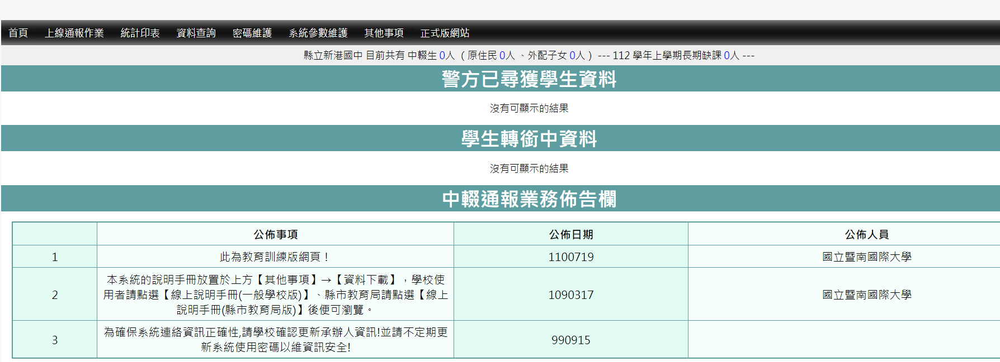 首頁 上線通報作業 統計印表 資料查詢 密碼維護 系統參數維護 其他事項 正式版網站
縣立新港國中 目前共有 中輟生 0人 ( 原住民 0人 、外配子女 0人 ) --- 112 學年上學期長期缺課 0人 ---
警方已尋獲學生資料
沒有可顯示的結果
學生轉銜中資料
沒有可顯示的結果
中輟通報業務佈告欄
公佈事項 公佈日期 公佈人員
1 此為教育訓練版網頁！ 1100719 國立暨南國際大學
本系統的說明手冊放置於上方【其他事項】→【資料下載】，學校使
2 用者請點選【線上說明手冊(一般學校版)】、縣市教育局請點選【線上 1090317 國立暨南國際大學
說明手冊(縣市教育局版)】後便可瀏覽。
為確保系統連絡資訊正確性,請學校確認更新承辦人資訊!並請不定期更
3 新系統使用密碼以維資訊安全! 990915